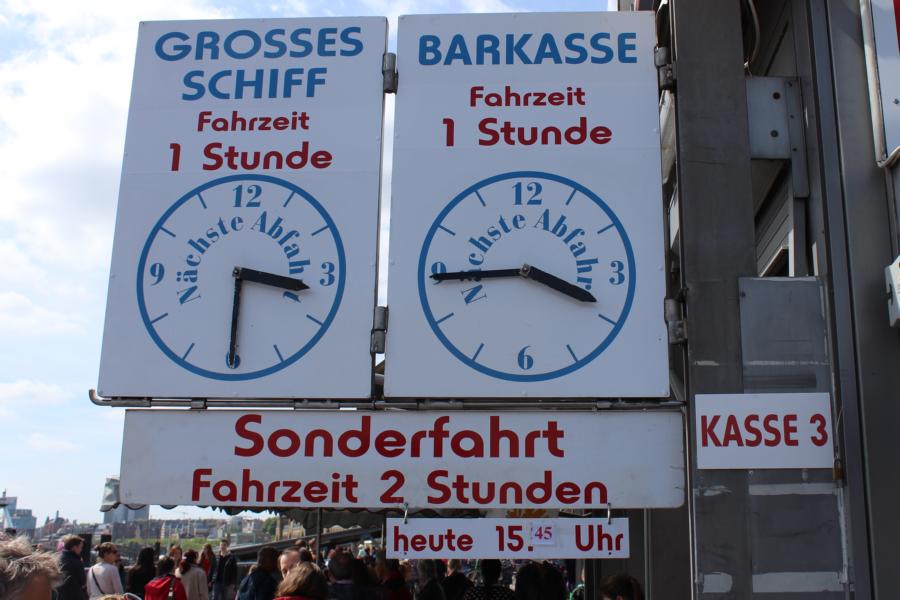 GROSSES
SCHIFF
Fahrzeit
1 Stunde
12
Nächste Abfahrt
9
3
6
BARKASSE
Fahrzeit
1 Stunde
12
Nächste Abfahrt
9
3
6
Sonderfahrt
Fahrzeit 2 Stunden
heute 15.45 Uhr
KASSE 3